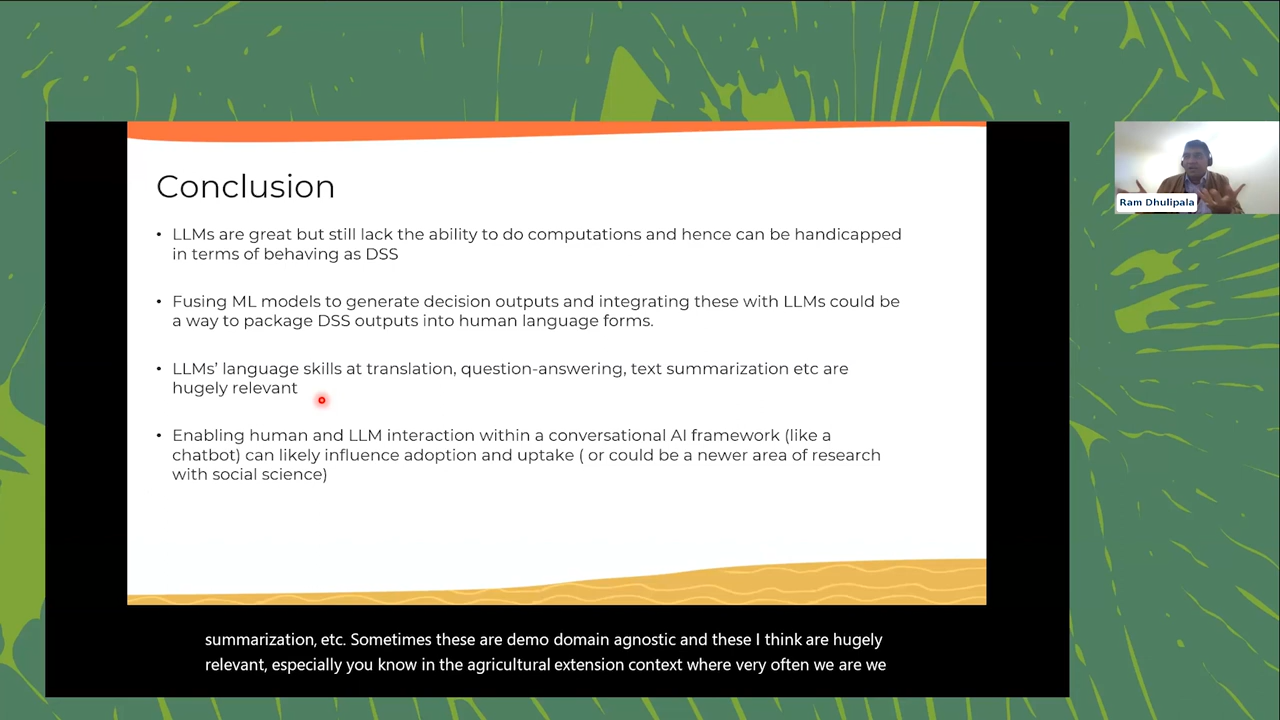 Conclusion
• LLMs are great but still lack the ability to do computations and hence can be handicapped
in terms of behaving as DSS
• Fusing ML models to generate decision outputs and integrating these with LLMs could be
a way to package DSS outputs into human language forms.
• LLMs' language skills at translation, question-answering, text summarization etc are
hugely relevant
• Enabling human and LLM interaction within a conversational AI framework (like a
chatbot) can likely influence adoption and uptake ( or could be a newer area of research
with social science)
Ram Dhulipala
summarization, etc. Sometimes these are demo domain agnostic and these I think are hugely
relevant, especially you know in the agricultural extension context where very often we are we